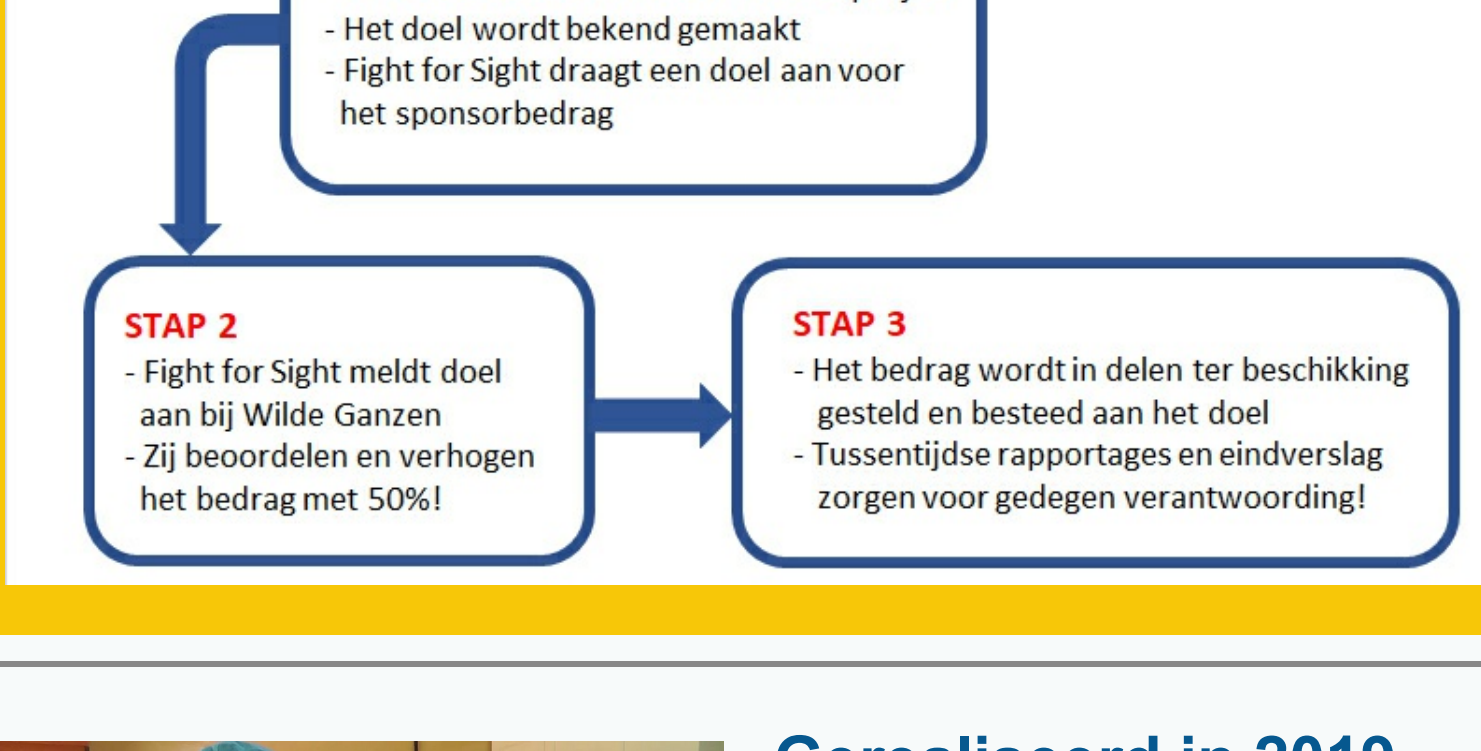 - Het doel wordt bekend gemaakt
- Fight for Sight draagt een doel aan voor
het sponsorbedrag
STAP 2
- Fight for Sight meldt doel
aan bij Wilde Ganzen
- Zij beoordelen en verhogen
het bedrag met 50%!
STAP 3
- Het bedrag wordt in delen ter beschikking
gesteld en besteed aan het doel
- Tussentijdse rapportages en eindverslag
zorgen voor gedegen verantwoording!
Gerealiseerd in 2019